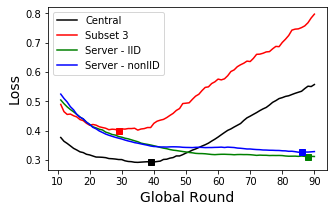 Central
Subset 3
Server - IID
Server - nonIID
Loss
0.8
0.7
0.6
0.5
0.4
0.3
10 20 30 40 50 60 70 80 90
Global Round